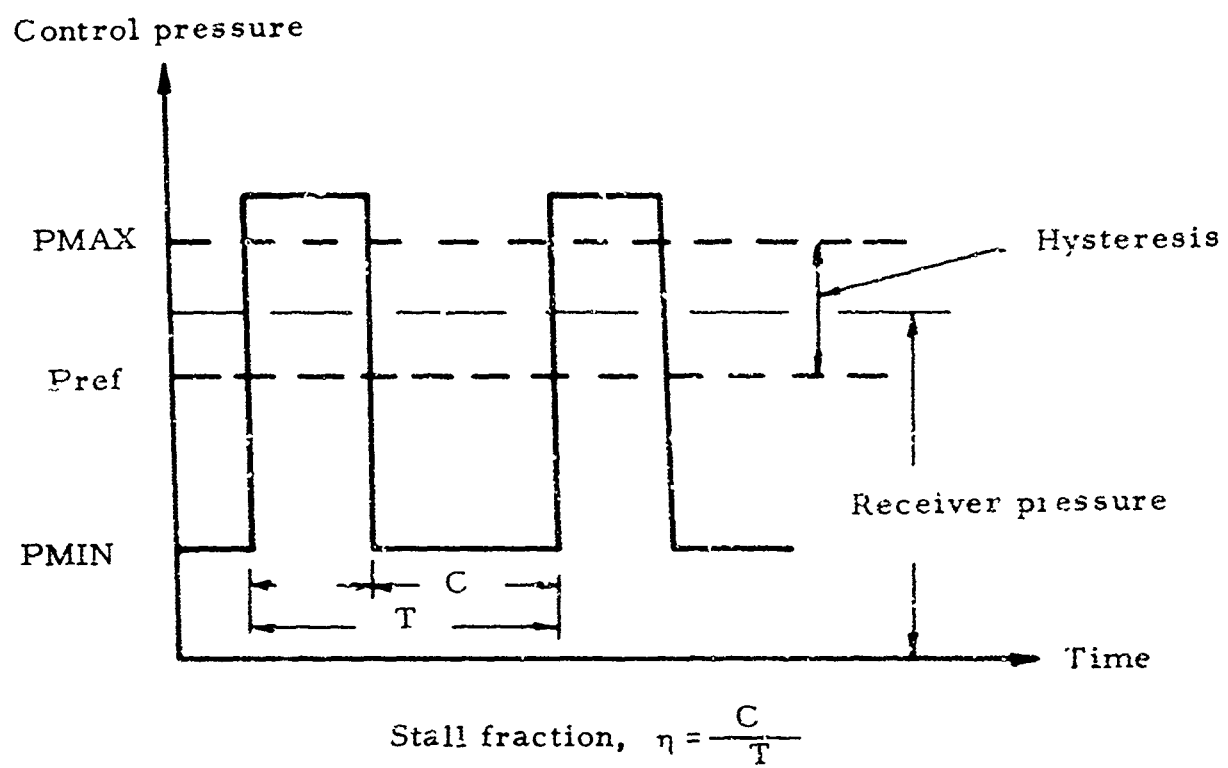 Control pressure
PMAX
Hysteresis
Pref
Receiver pressure
PMIN
C
T
Time
Stall fraction, η = C / T